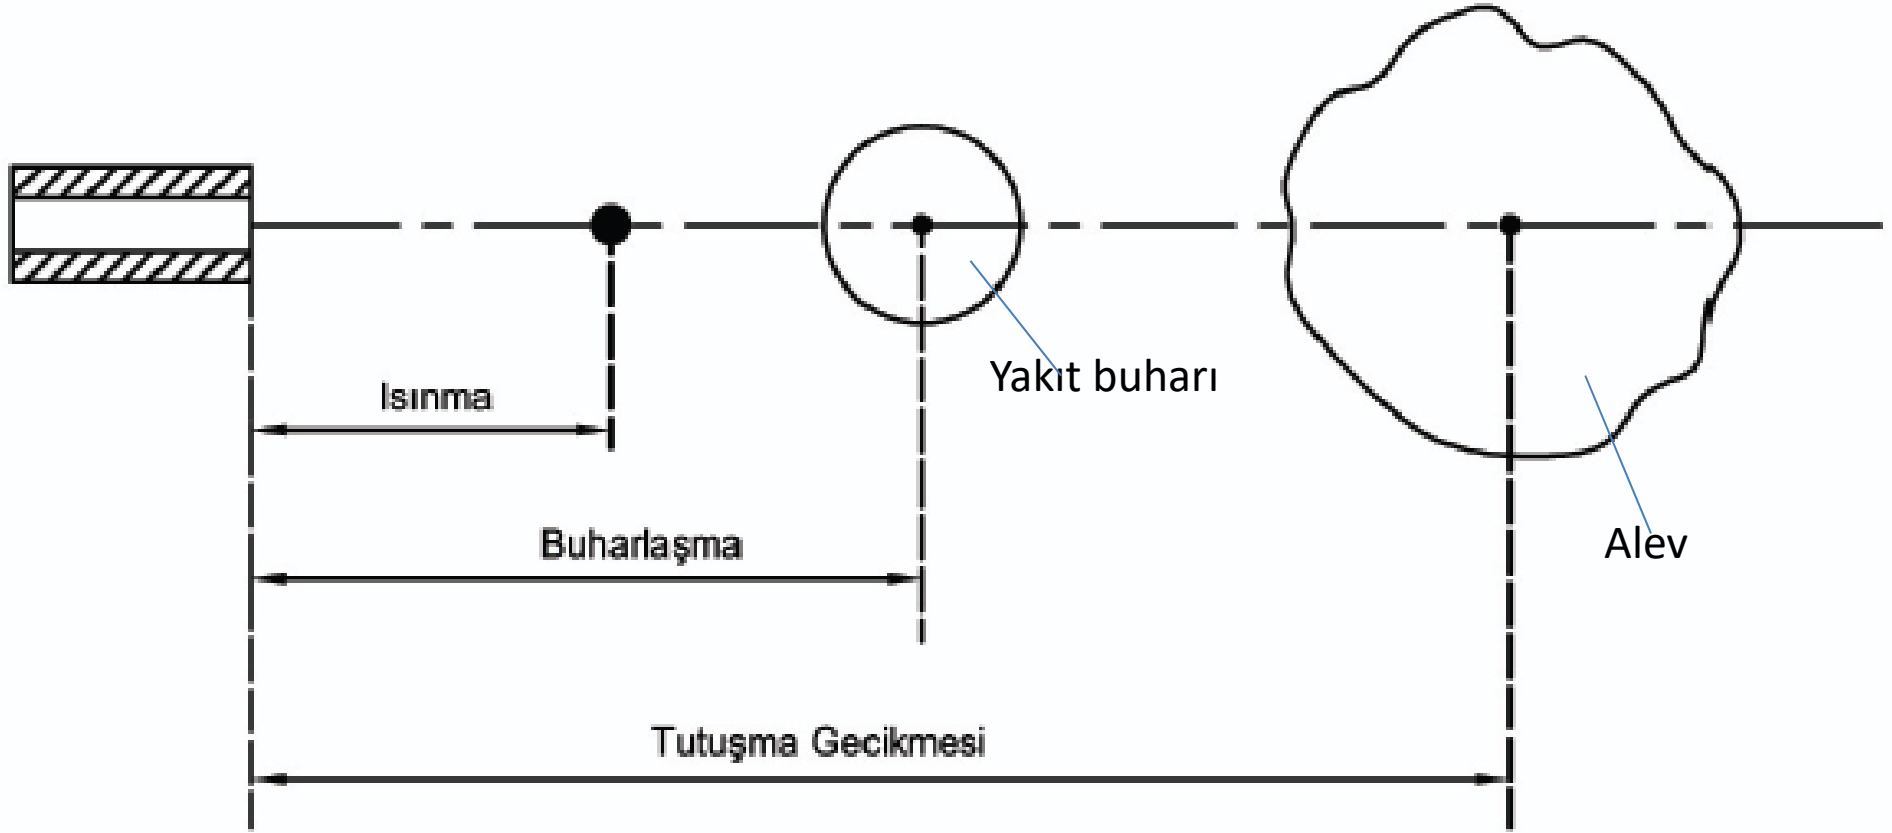 Isınma
Yakıt buharı
Buharlaşma
Alev
Tutuşma Gecikmesi